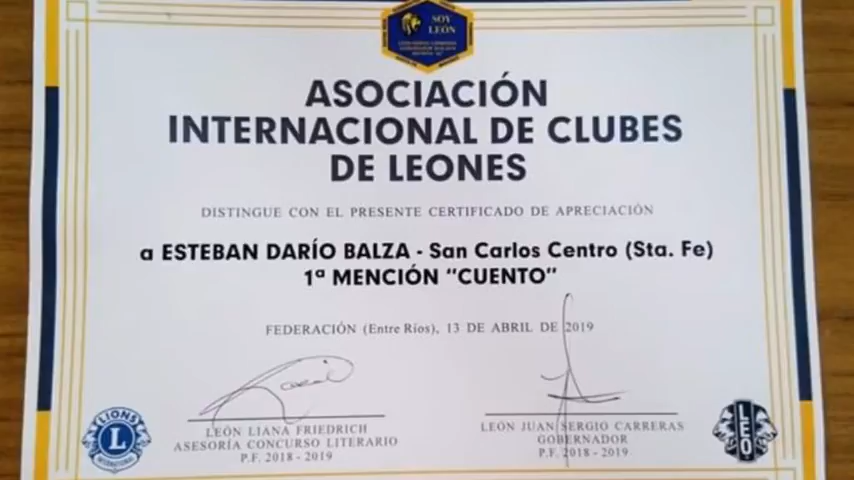 SOY
LEÓN
ASOCIACIÓN
INTERNACIONAL DE CLUBES
DE LEONES
DISTINGUE CON EL PRESENTE CERTIFICADO DE APRECIACIÓN
a ESTEBAN DARÍO BALZA - San Carlos Centro (Sta. Fe)
1ª MENCIÓN "CUENTO"
FEDERACIÓN (Entre Ríos), 13 DE ABRIL DE 2019
LEÓN LIANA FRIEDRICH
ASESORÍA CONCURSO LITERARIO
P.F. 2018 - 2019
LEÓN JUAN SERGIO CARRERAS
GOBERNADOR
P.F. 2018 - 2019
LIONS
L
INTERNATIONAL
LEO